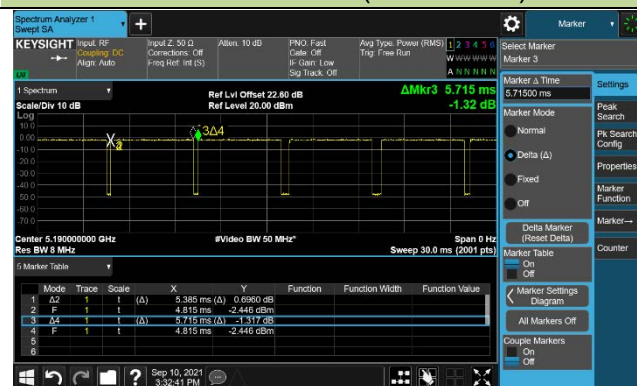 Spectrum Analyzer 1
Swept SA
+
Marker
KEYSIGHT
Input: RF
Coupling: DC
Align: Auto
Input Z: 50 Ω
Corrections: Off
Freq Ref: Int (S)
Atten: 10 dB
PNO: Fast
Gate: Off
IF Gain: Low
Sig Track: Off
Avg Type: Power (RMS)
Trig: Free Run
1 2 3 4 5 6
W W W W W W
A N N N N N
Select Marker
Marker 3
LXI
1 Spectrum
Scale/Div 10 dB
Ref Lvl Offset 22.60 dB
Ref Level 20.00 dBm
ΔMkr3 5.715 ms
-1.32 dB
Log
10.0
0.00
-10.0
-20.0
-30.0
-40.0
-50.0
-60.0
-70.0
3Δ4
Center 5.190000000 GHz
Res BW 8 MHz
#Video BW 50 MHz*
Span 0 Hz
Sweep 30.0 ms (2001 pts)
5 Marker Table
Mode Trace Scale X Y Function Function Width Function Value
1 Δ2 1 t (Δ) 5.385 ms (Δ) 0.6960 dB
2 F 1 t 4.815 ms -2.446 dBm
3 Δ4 1 t (Δ) 5.715 ms (Δ) -1.317 dB
4 F 1 t 4.815 ms -2.446 dBm
5
6
Marker Δ Time
5.71500 ms
Marker Mode
Normal
Delta (Δ)
Fixed
Off
Delta Marker
(Reset Delta)
Marker Table
On
Off
Marker Settings
Diagram
All Markers Off
Couple Markers
On
Off
Settings
Peak
Search
Pk Search
Config
Properties
Marker
Function
Marker→
Counter
?
Sep 10, 2021
3:32:41 PM